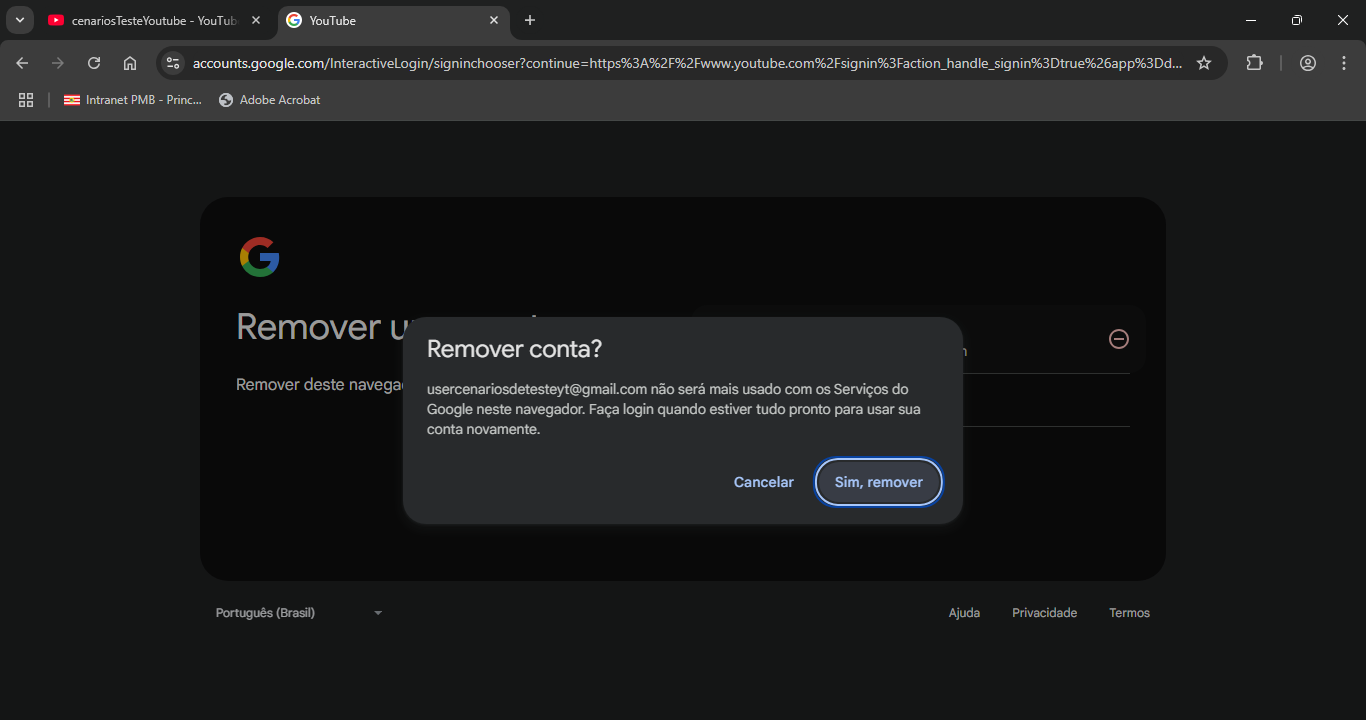 cenariosTesteYoutube - YouTub
YouTube
accounts.google.com/InteractiveLogin/signinchooser?continue=https%3A%2F%2Fwww.youtube.com%2Fsignin%3Faction_handle_signin%3Dtrue%26app%3Dd...
Intranet PMB - Princ...
Adobe Acrobat
Remover
Remover deste navega
Remover conta?
usercenariosdetesteyt@gmail.com não será mais usado com os Serviços do
Google neste navegador. Faça login quando estiver tudo pronto para usar sua
conta novamente.
Cancelar
Sim, remover
Português (Brasil)
Ajuda
Privacidade
Termos